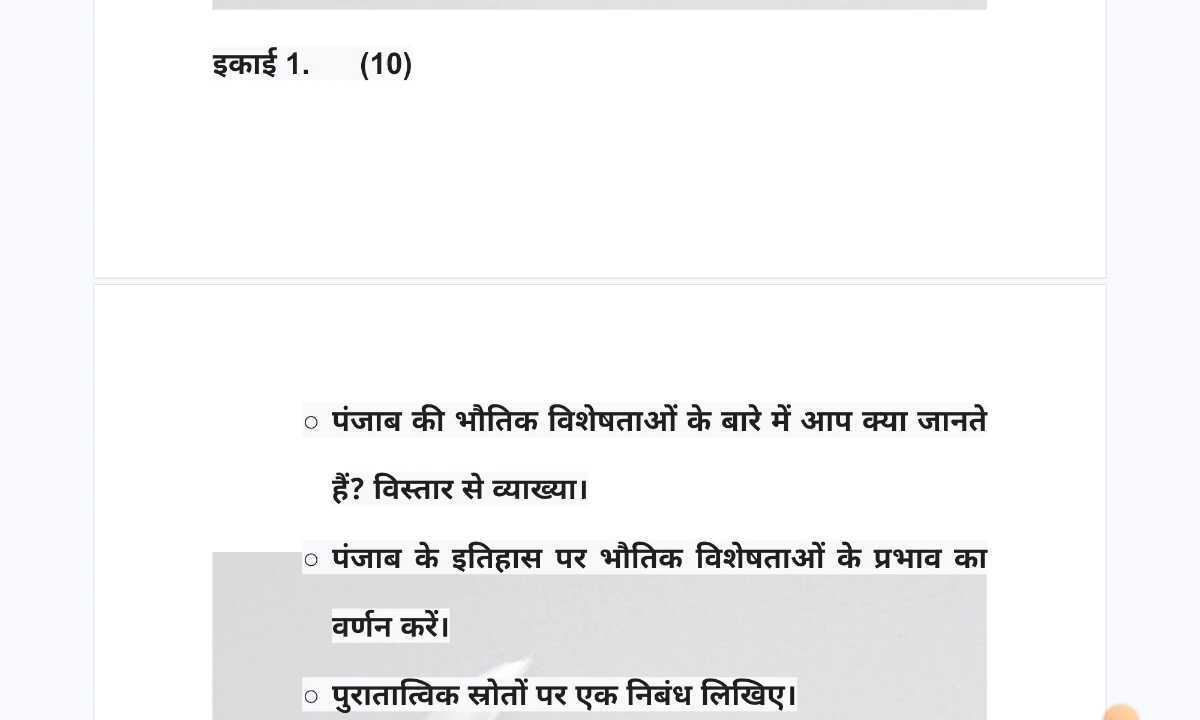 इकाई 1. (10)
○ पंजाब की भौतिक विशेषताओं के बारे में आप क्या जानते
हैं? विस्तार से व्याख्या।
○ पंजाब के इतिहास पर भौतिक विशेषताओं के प्रभाव का
वर्णन करें।
○ पुरातात्विक स्रोतों पर एक निबंध लिखिए।